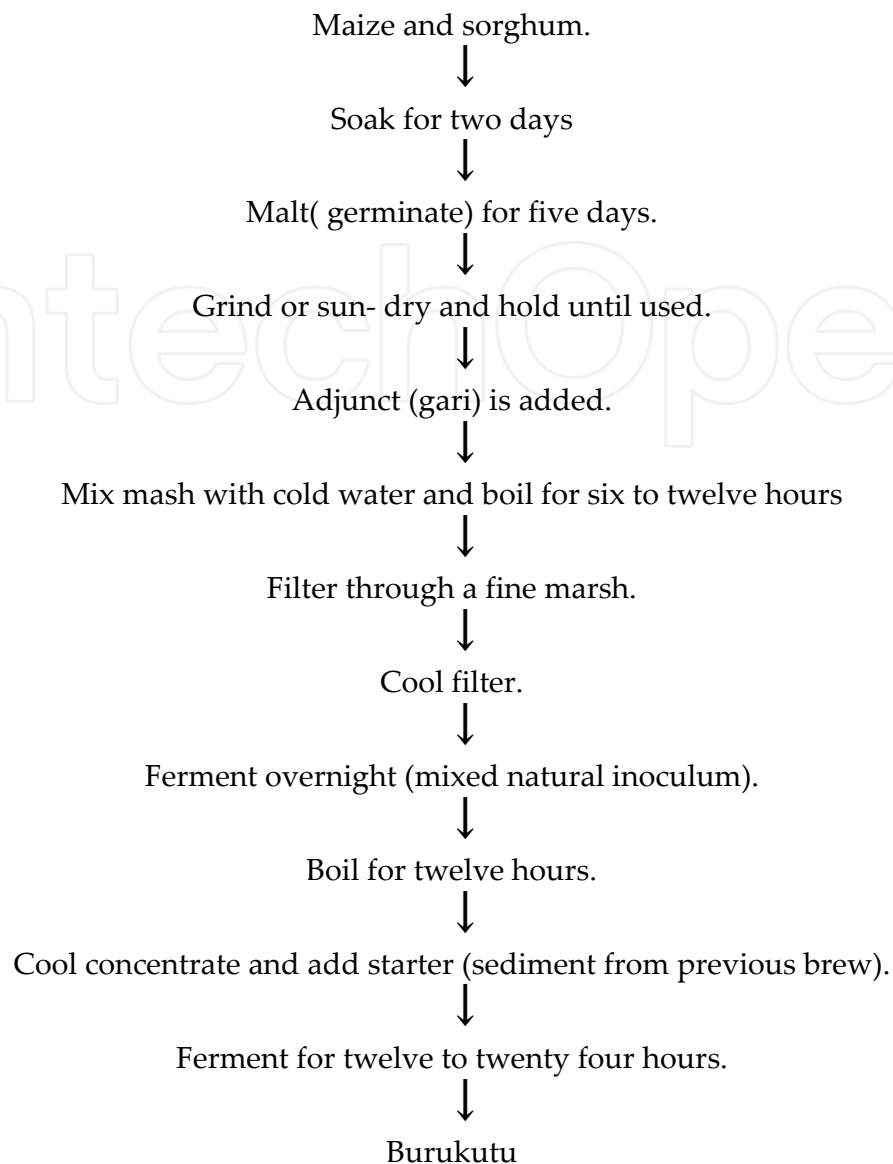 Maize and sorghum.
Soak for two days
Malt( germinate) for five days.
Grind or sun- dry and hold until used.
Adjunct (gari) is added.
Mix mash with cold water and boil for six to twelve hours
Filter through a fine marsh.
Cool filter.
Ferment overnight (mixed natural inoculum).
Boil for twelve hours.
Cool concentrate and add starter (sediment from previous brew).
Ferment for twelve to twenty four hours.
Burukutu